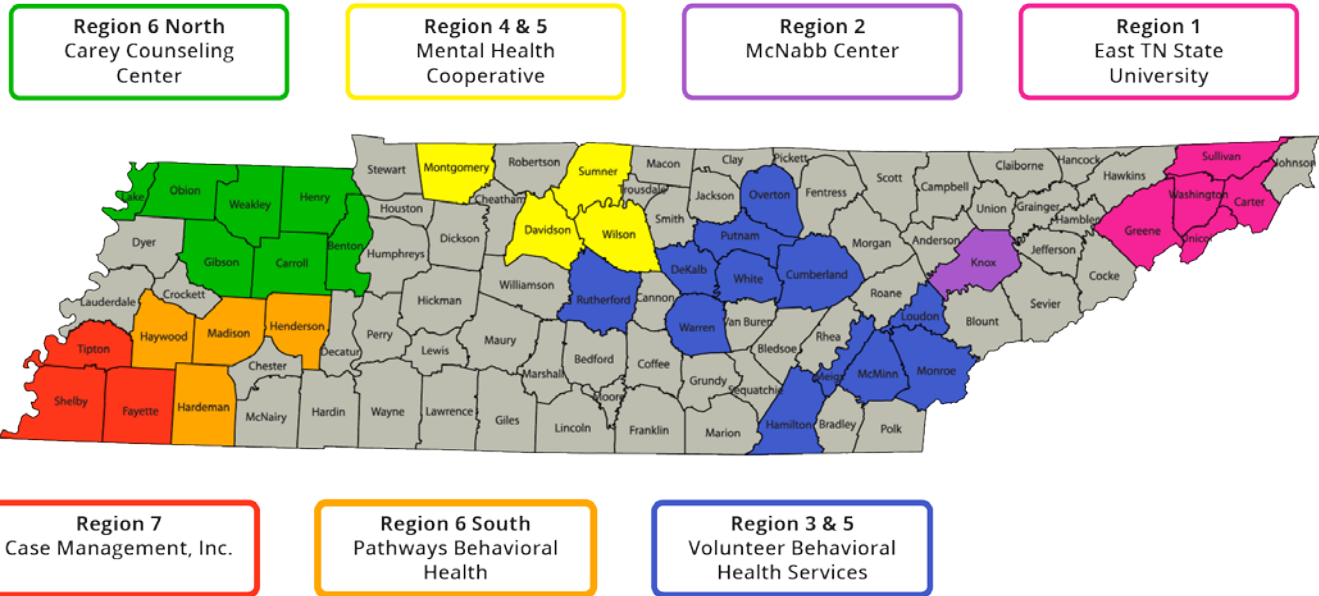 Region 6 North
Carey Counseling
Center
Region 4 & 5
Mental Health
Cooperative
Region 2
McNabb Center
Region 1
East TN State
University
Stewart
Montgomery
Robertson
Sumner
Macon
Clay
Pickett
Scott
Claiborne
Hancock
Hawkins
Sullivan
Johnson
Lake
Obion
Weakley
Henry
Houston
Cheatham
Trousdale
Jackson
Overton
Fentress
Campbell
Union
Grainger
Hamblen
Washington
Carter
Greene
Unicoi
Dyer
Gibson
Carroll
Benton
Humphreys
Dickson
Davidson
Wilson
Smith
Putnam
Morgan
Anderson
Knox
Jefferson
Cocke
Lauderdale
Crockett
Hickman
Williamson
Rutherford
Cannon
DeKalb
White
Cumberland
Roane
Loudon
Blount
Sevier
Tipton
Haywood
Madison
Henderson
Decatur
Perry
Lewis
Maury
Bedford
Coffee
Warren
Van Buren
Bledsoe
Rhea
Meigs
McMinn
Monroe
Chester
Marshall
Moore
Grundy
Sequatchie
Shelby
Fayette
Hardeman
McNairy
Hardin
Wayne
Lawrence
Giles
Lincoln
Franklin
Marion
Hamilton
Bradley
Polk
Region 7
Case Management, Inc.
Region 6 South
Pathways Behavioral
Health
Region 3 & 5
Volunteer Behavioral
Health Services